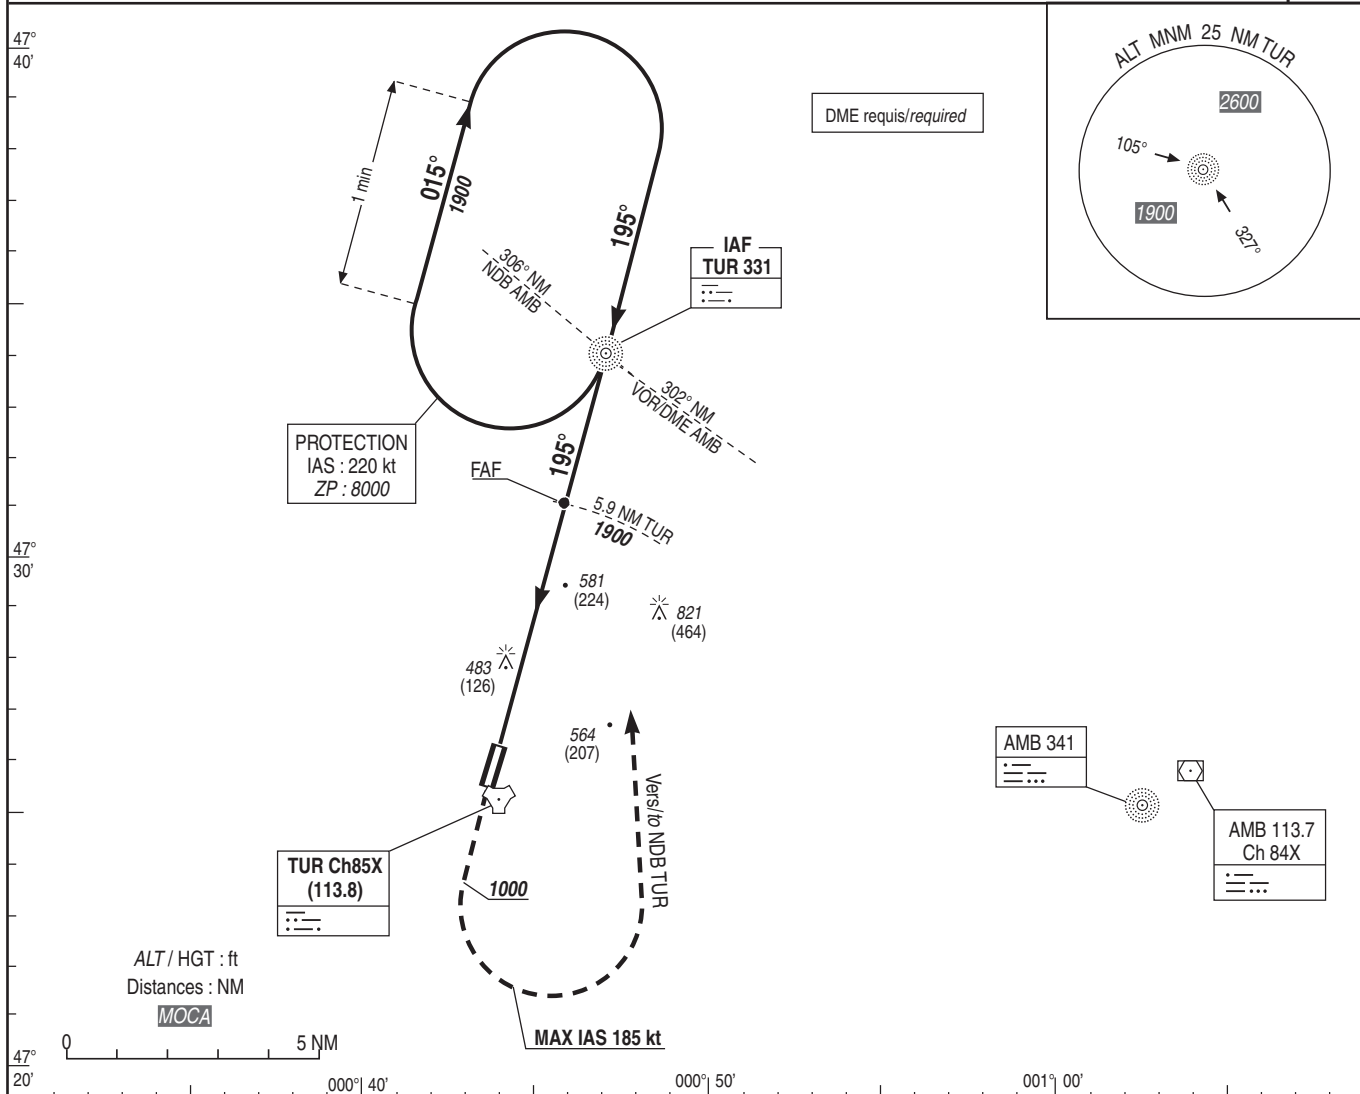 47°
40'
ALT MNM 25 NM TUR
2600
105°
1900
327°
DME requis/required
1 min
015°
1900
195°
IAF
TUR 331
306° NM
NDB AMB
302° NM
VOR/DME AMB
195°
PROTECTION
IAS : 220 kt
ZP : 8000
FAF
5.9 NM TUR
1900
47°
30'
581
(224)
821
(464)
483
(126)
564
(207)
Vers/to NDB TUR
AMB 341
AMB 113.7
Ch 84X
TUR Ch85X
(113.8)
1000
ALT / HGT : ft
Distances : NM
MOCA
0 5 NM
MAX IAS 185 kt
47°
20'
000° 40'
000° 50'
001° 00'